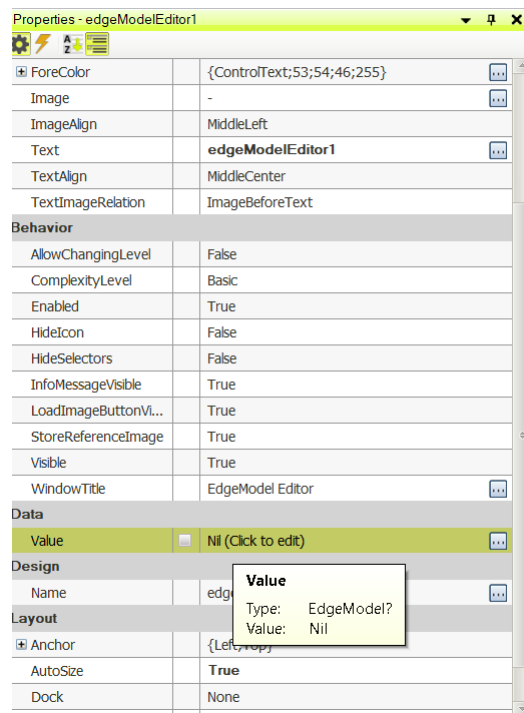 Properties - edgeModelEditor1
ForeColor {ControlText;53;54;46;255}
Image -
ImageAlign MiddleLeft
Text edgeModelEditor1
TextAlign MiddleCenter
TextImageRelation ImageBeforeText
Behavior
AllowChangingLevel False
ComplexityLevel Basic
Enabled True
HideIcon False
HideSelectors False
InfoMessageVisible True
LoadImageButtonVi... True
StoreReferenceImage True
Visible True
WindowTitle EdgeModel Editor
Data
Value Nil (Click to edit)
Design
Value
Name
Type: EdgeModel?
Layout
Value: Nil
Anchor
AutoSize True
Dock None